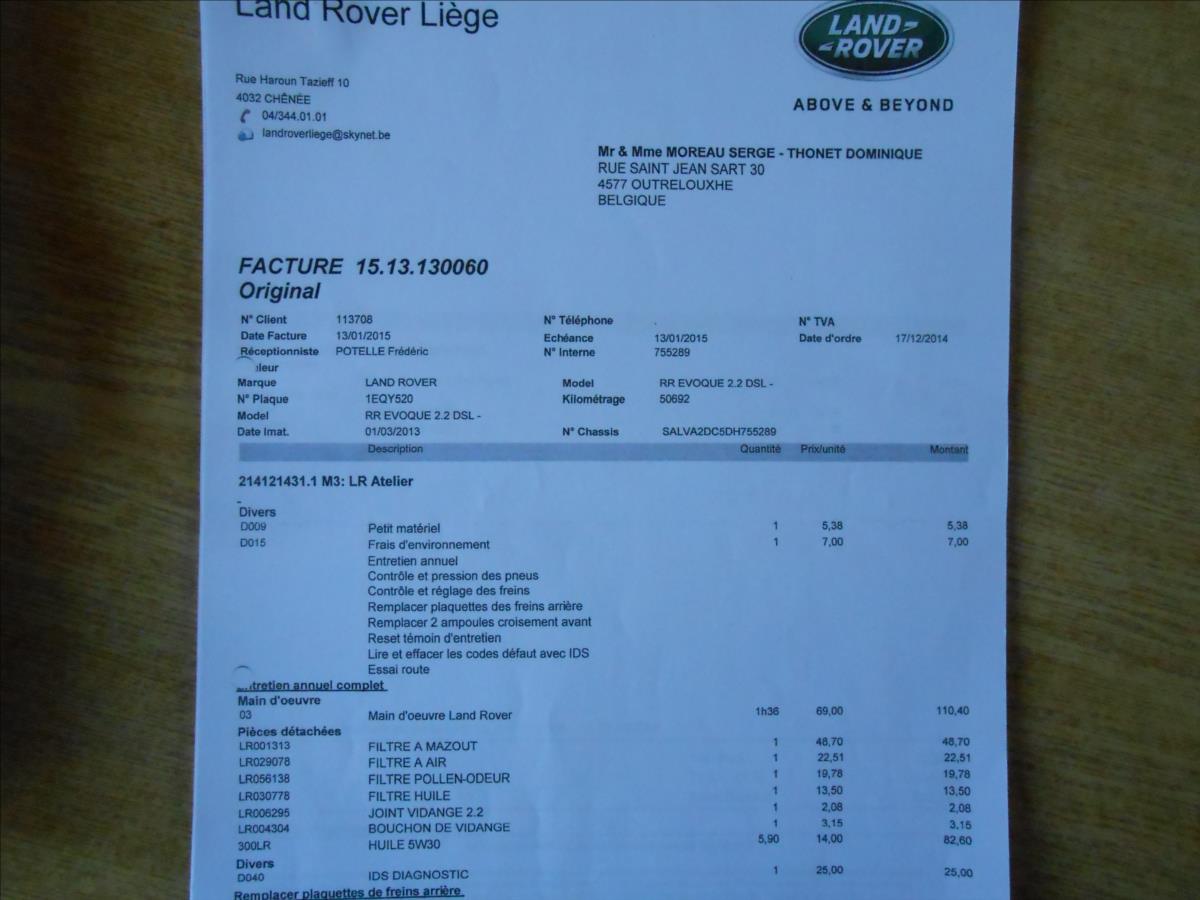 Land Rover Liège
LAND-
-ROVER
ABOVE & BEYOND
Rue Haroun Tazieff 10
4032 CHÊNÉE
04/344.01.01
landroverliege@skynet.be
Mr & Mme MOREAU SERGE - THONET DOMINIQUE
RUE SAINT JEAN SART 30
4577 OUTRELOUXHE
BELGIQUE
FACTURE 15.13.130060
Original
N° Client 113708 N° Téléphone . N° TVA
Date Facture 13/01/2015 Echéance 13/01/2015 Date d'ordre 17/12/2014
Réceptionniste POTELLE Frédéric N° Interne 755289
leur
Marque LAND ROVER Model RR EVOQUE 2.2 DSL -
N° Plaque 1EQY520 Kilométrage 50692
Model RR EVOQUE 2.2 DSL -
Date Imat. 01/03/2013 N° Chassis SALVA2DC5DH755289
Description Quantité Prix/unité Montant
214121431.1 M3: LR Atelier
-
Divers
D009 Petit matériel 1 5,38 5,38
D015 Frais d'environnement 1 7,00 7,00
Entretien annuel
Contrôle et pression des pneus
Contrôle et réglage des freins
Remplacer plaquettes des freins arrière
Remplacer 2 ampoules croisement avant
Reset témoin d'entretien
Lire et effacer les codes défaut avec IDS
Essai route
tretien annuel complet
Main d'oeuvre
03 Main d'oeuvre Land Rover 1h36 69,00 110,40
Pièces détachées
LR001313 FILTRE A MAZOUT 1 48,70 48,70
LR029078 FILTRE A AIR 1 22,51 22,51
LR056138 FILTRE POLLEN-ODEUR 1 19,78 19,78
LR030778 FILTRE HUILE 1 13,50 13,50
LR006295 JOINT VIDANGE 2.2 1 2,08 2,08
LR004304 BOUCHON DE VIDANGE 1 3,15 3,15
300LR HUILE 5W30 5,90 14,00 82,60
Divers
D040 IDS DIAGNOSTIC 1 25,00 25,00
Remplacer plaquettes de freins arrière